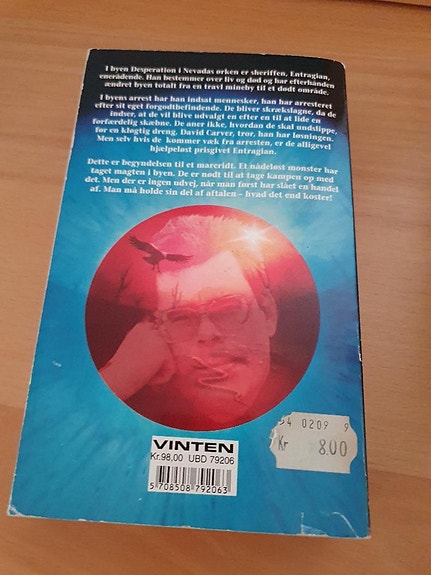 I byen Desperation i Nevadas ørken er sheriffen, Entragian,
enerådende. Han bestemmer over liv og død og har efterhånden
ændret byen totalt fra en travl mineby til et dødt område.
I byens arrest har han indsat mennesker, han har arresteret
efter sit eget forgodtbefindende. De bliver skrækslagne, da de
indser, at de vil blive udvalgt en efter en til at lide en
forfærdelig skæbne. De aner ikke, hvordan de skal undslippe,
før en kløgtig dreng, David Carver, tror, han har løsningen.
Men selv hvis de kommer væk fra arresten, er de alligevel
hjælpeløst prisgivet Entragian.
Dette er begyndelsen til et mareridt. Et nådeløst monster har
taget magten i byen. De er nødt til at tage kampen op med
det. Men der er ingen udvej, når man først har slået en handel
af. Man må holde sin del af aftalen – hvad det end koster!
VINTEN
Kr.98,00 UBD 79206
5 708508 792063
54 0209 9
Kr 8.00